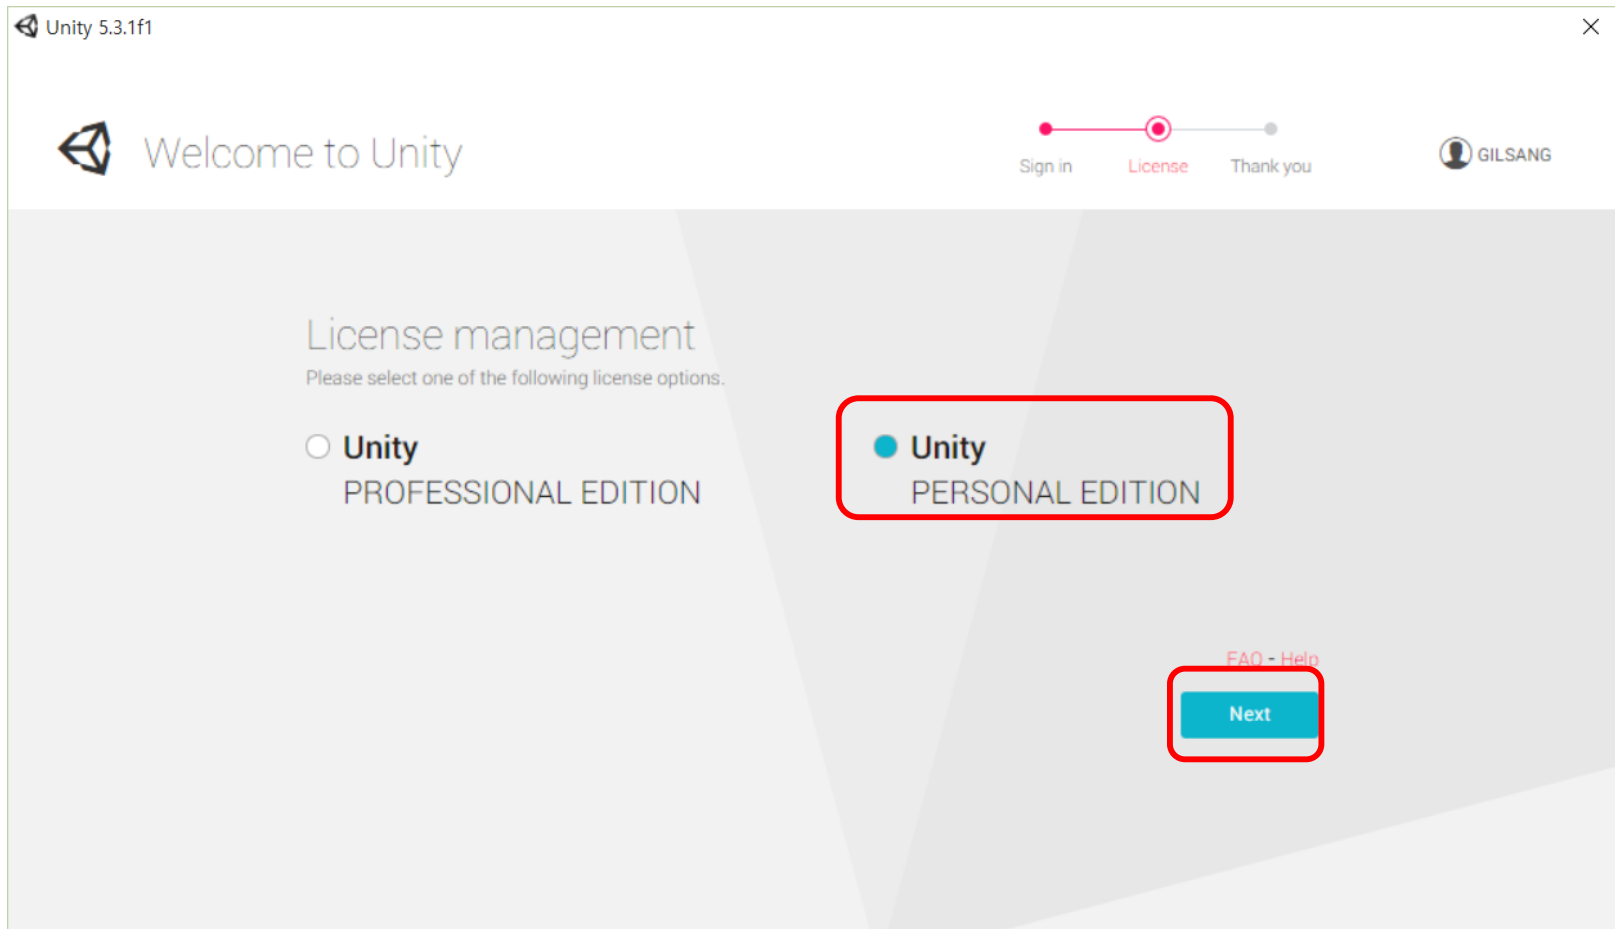 Unity 5.3.1f1
Welcome to Unity
Sign in
License
Thank you
GILSANG
License management
Please select one of the following license options.
Unity
PROFESSIONAL EDITION
Unity
PERSONAL EDITION
FAQ - Help
Next